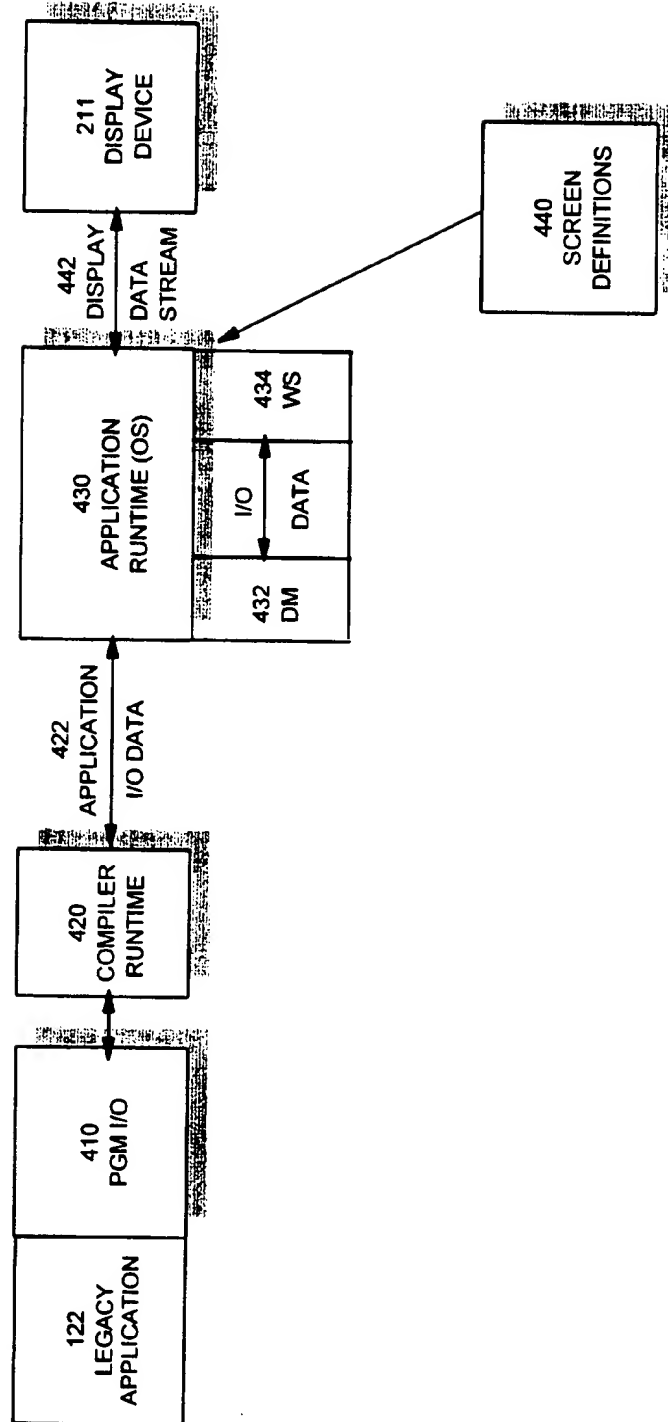 122
LEGACY
APPLICATION
410
PGM I/O
420
COMPILER
RUNTIME
422
APPLICATION
I/O DATA
430
APPLICATION
RUNTIME (OS)
432
DM
I/O
DATA
434
WS
442
DISPLAY
DATA
STREAM
211
DISPLAY
DEVICE
440
SCREEN
DEFINITIONS